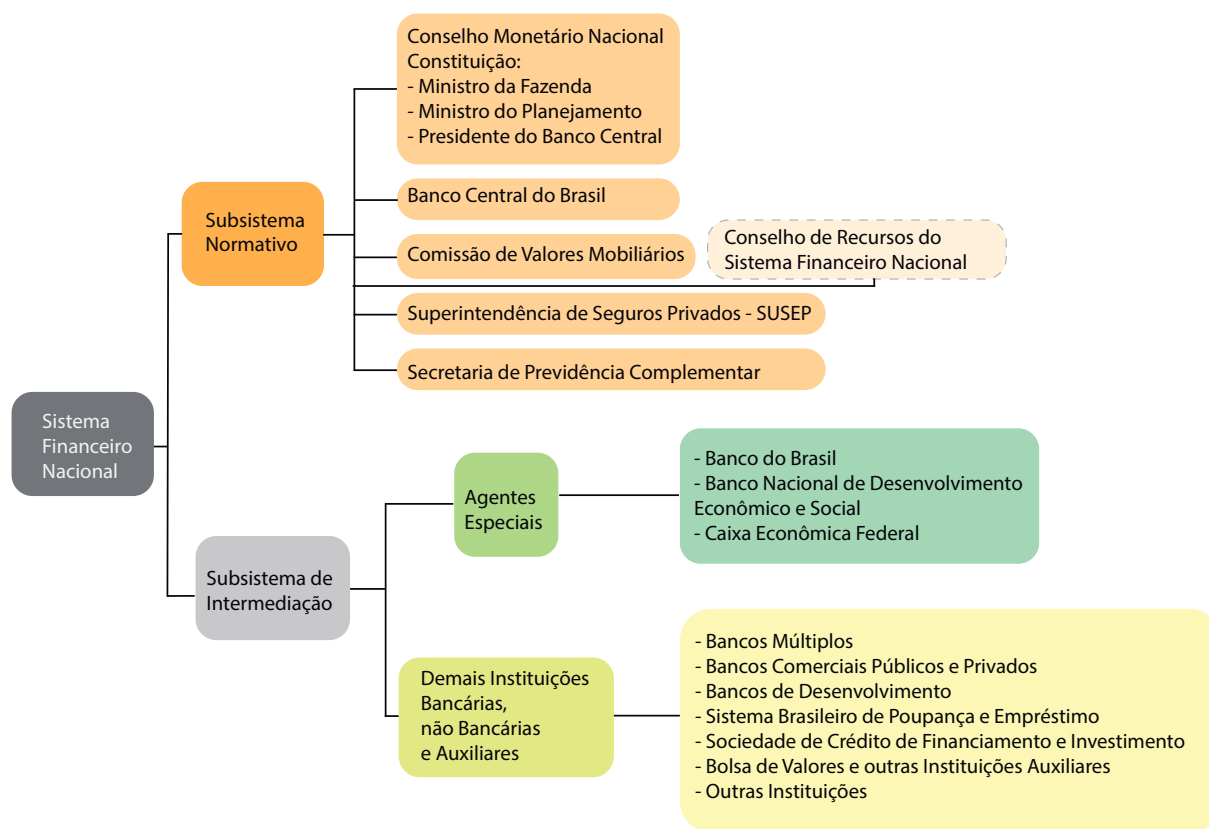 Conselho Monetário Nacional
Constituição:
- Ministro da Fazenda
- Ministro do Planejamento
- Presidente do Banco Central
Subsistema
Normativo
Banco Central do Brasil
Comissão de Valores Mobiliários
Conselho de Recursos do
Sistema Financeiro Nacional
Superintendência de Seguros Privados - SUSEP
Secretaria de Previdência Complementar
Sistema
Financeiro
Nacional
Subsistema de
Intermediação
Agentes
Especiais
- Banco do Brasil
- Banco Nacional de Desenvolvimento
Econômico e Social
- Caixa Econômica Federal
Demais Instituições
Bancárias,
não Bancárias
e Auxiliares
- Bancos Múltiplos
- Bancos Comerciais Públicos e Privados
- Bancos de Desenvolvimento
- Sistema Brasileiro de Poupança e Empréstimo
- Sociedade de Crédito de Financiamento e Investimento
- Bolsa de Valores e outras Instituições Auxiliares
- Outras Instituições